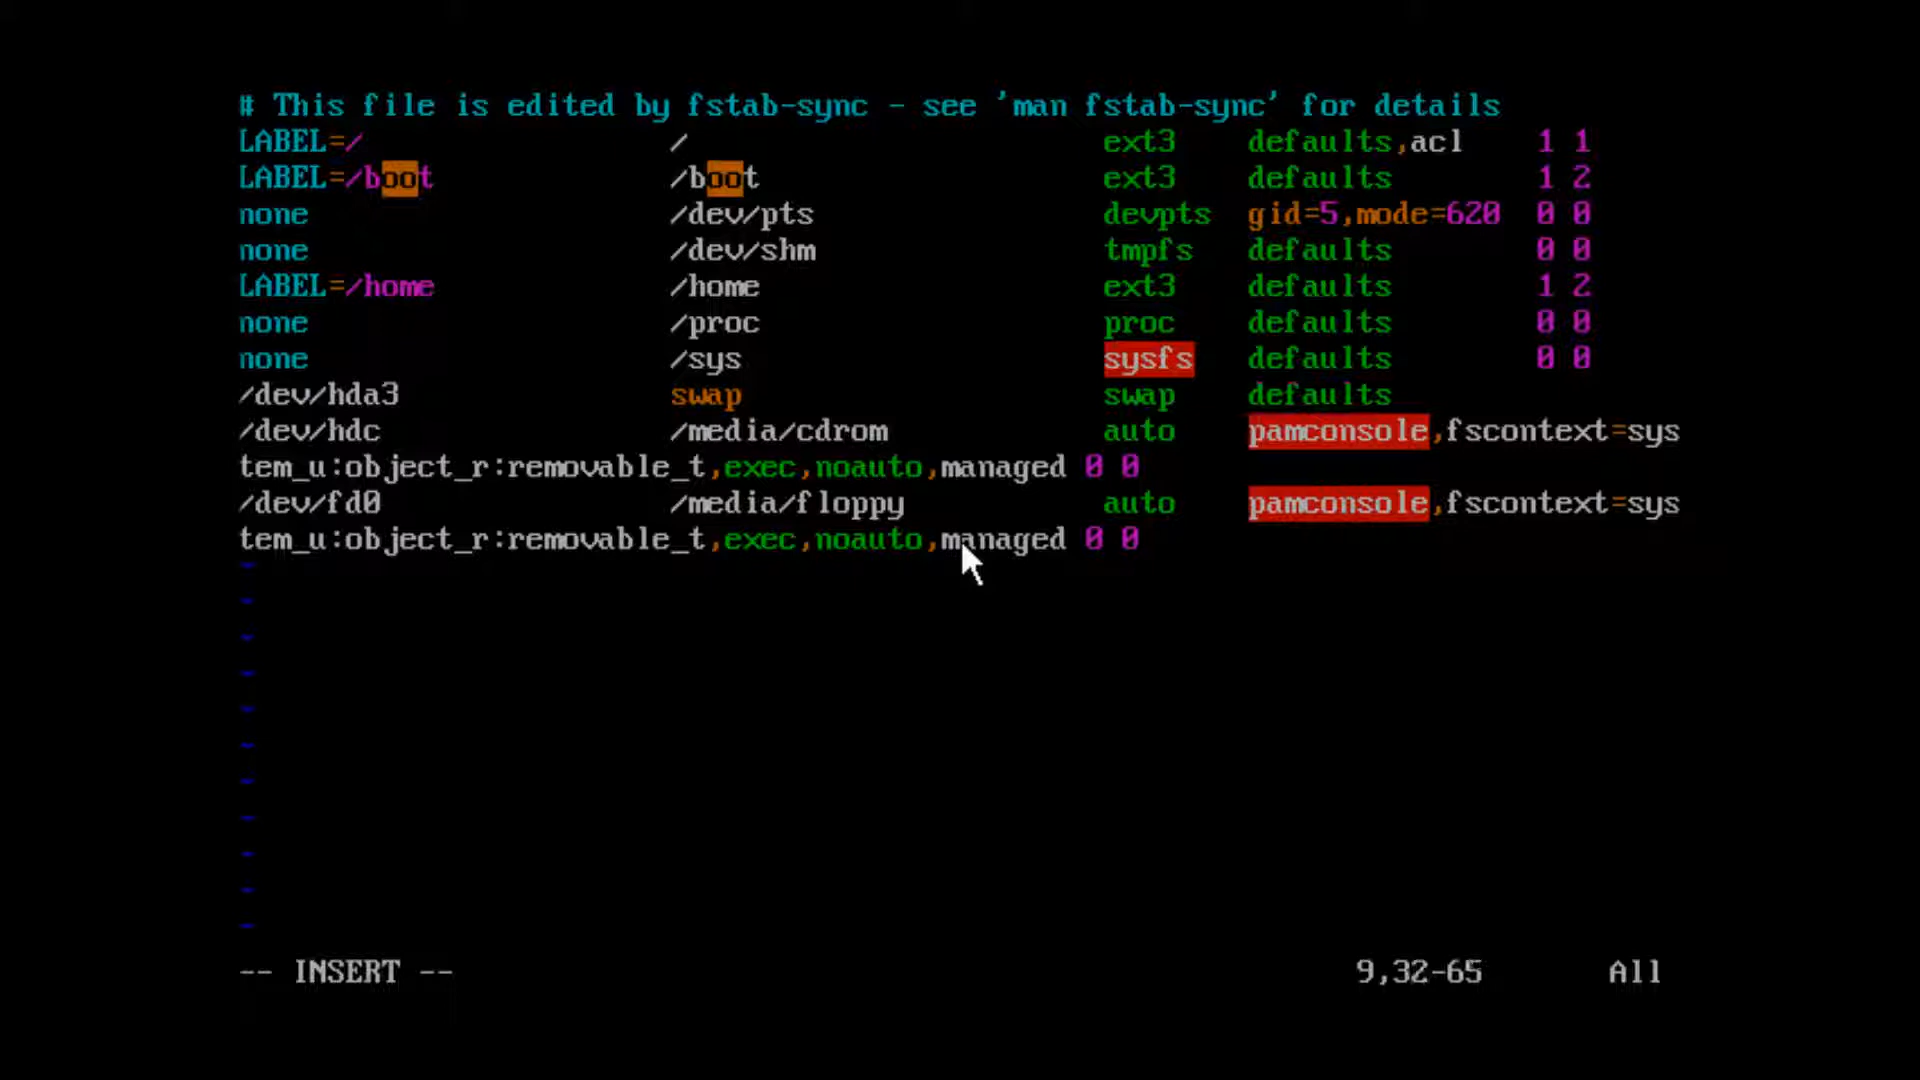 # This file is edited by fstab-sync - see 'man fstab-sync' for details
LABEL=/ / ext3 defaults,acl 1 1
LABEL=/boot /boot ext3 defaults 1 2
none /dev/pts devpts gid=5,mode=620 0 0
none /dev/shm tmpfs defaults 0 0
LABEL=/home /home ext3 defaults 1 2
none /proc proc defaults 0 0
none /sys sysfs defaults 0 0
/dev/hda3 swap swap defaults
/dev/hdc /media/cdrom auto pamconsole,fscontext=sys
tem_u:object_r:removable_t,exec,noauto,managed 0 0
/dev/fd0 /media/floppy auto pamconsole,fscontext=sys
tem_u:object_r:removable_t,exec,noauto,managed 0 0
~
~
~
~
~
~
~
~
~
~
~
-- INSERT -- 9,32-65 All